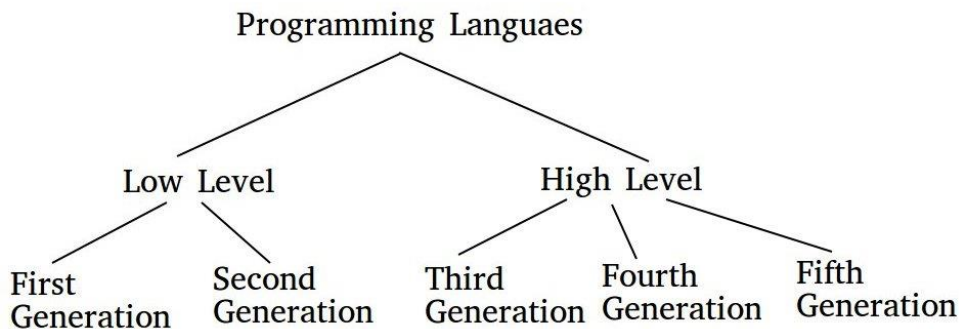 Programming Languaes
Low Level
High Level
First
Generation
Second
Generation
Third
Generation
Fourth
Generation
Fifth
Generation